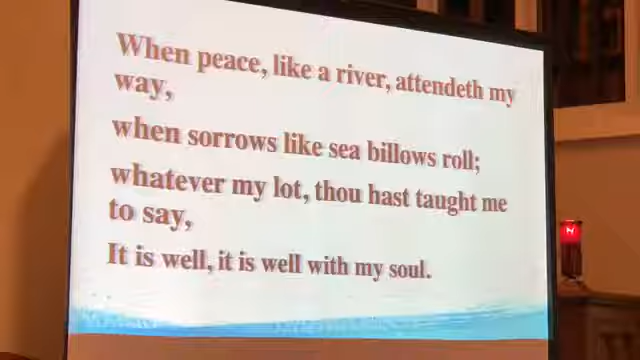 When peace, like a river, attendeth my
way,
when sorrows like sea billows roll;
whatever my lot, thou hast taught me
to say,
It is well, it is well with my soul.